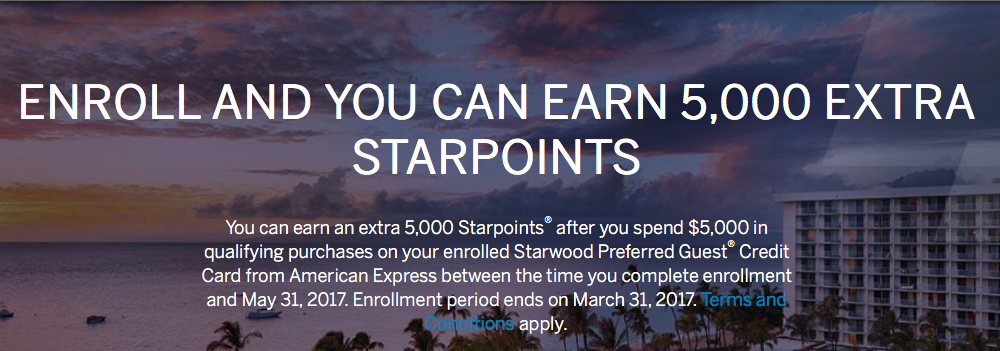 ENROLL AND YOU CAN EARN 5,000 EXTRA
STARPOINTS
You can earn an extra 5,000 Starpoints® after you spend $5,000 in
qualifying purchases on your enrolled Starwood Preferred Guest® Credit
Card from American Express between the time you complete enrollment
and May 31, 2017. Enrollment period ends on March 31, 2017. Terms and
Conditions apply.